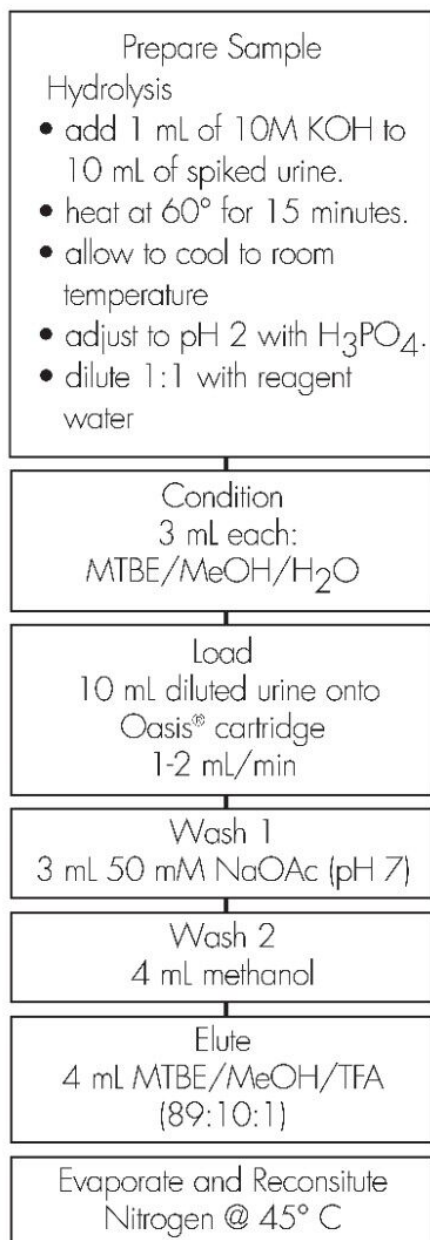 Prepare Sample
Hydrolysis
• add 1 mL of 10M KOH to
10 mL of spiked urine.
• heat at 60° for 15 minutes.
• allow to cool to room
temperature
• adjust to pH 2 with H₃PO₄.
• dilute 1:1 with reagent
water
Condition
3 mL each:
MTBE/MeOH/H₂O
Load
10 mL diluted urine onto
Oasis® cartridge
1-2 mL/min
Wash 1
3 mL 50 mM NaOAc (pH 7)
Wash 2
4 mL methanol
Elute
4 mL MTBE/MeOH/TFA
(89:10:1)
Evaporate and Reconsitute
Nitrogen @ 45° C